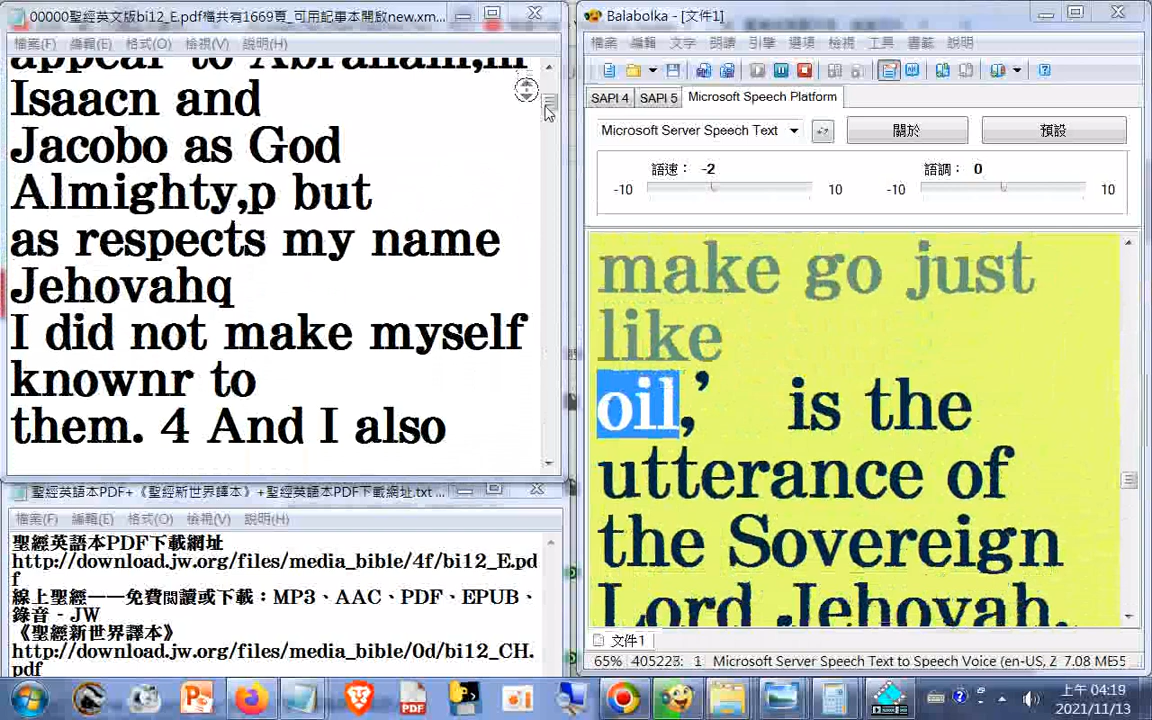 00000聖經英文版bi12_E.pdf檔共有1669頁_可用記事本開啟new.xm...
檔案(F) 編輯(E) 格式(O) 檢視(V) 說明(H)
appear to Abraham,m
Isaacn and
Jacobo as God
Almighty,p but
as respects my name
Jehovahq
I did not make myself
knownr to
them. 4 And I also
聖經英語本PDF+《聖經新世界譯本》+聖經英語本PDF下載網址.txt ...
檔案(F) 編輯(E) 格式(O) 檢視(V) 說明(H)
聖經英語本PDF下載網址
http://download.jw.org/files/media_bible/4f/bi12_E.pd
f
線上聖經——免費閱讀或下載：MP3、AAC、PDF、EPUB、
錄音 - JW
《聖經新世界譯本》
http://download.jw.org/files/media_bible/0d/bi12_CH.
pdf
Balabolka - [文件1]
檔案 編輯 文字 朗讀 引擎 選項 檢視 工具 書籤 說明
SAPI 4 SAPI 5 Microsoft Speech Platform
Microsoft Server Speech Text 關於 預設
語速： -2 語調： 0
-10 10 -10 10
make go just
like
oil,’ is the
utterance of
the Sovereign
Lord Jehovah.
文件1
65% 405223: 1 Microsoft Server Speech Text to Speech Voice (en-US, Z 7.08 MB
上午 04:19
2021/11/13